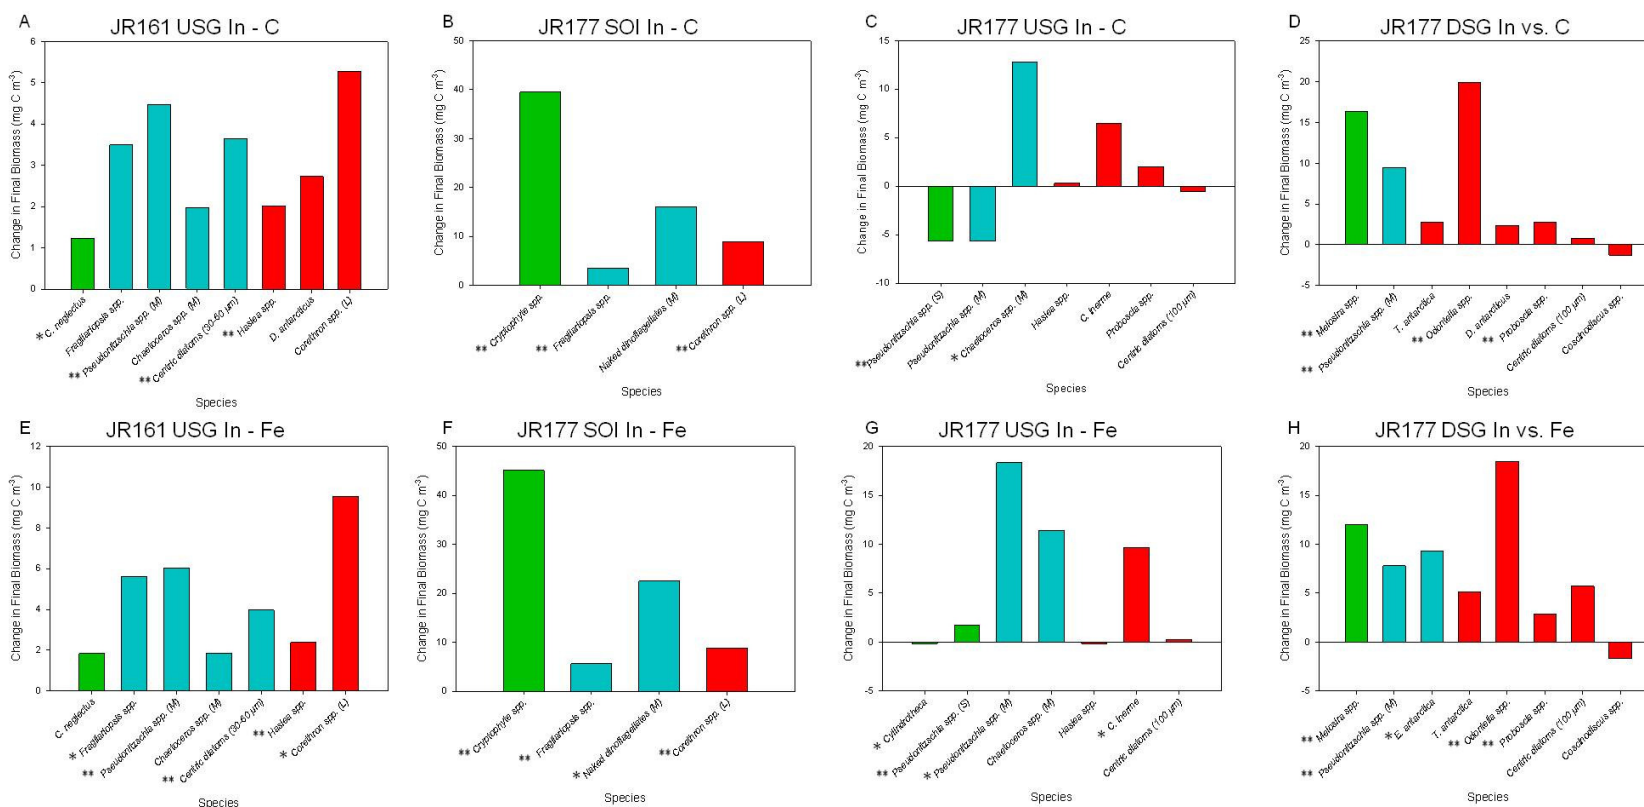 A
JR161 USG In - C
Change in Final Biomass (mg C m⁻³)
6
5
4
3
2
1
0
* C. neglectus
Fragilariopsis spp.
** Pseudonitzschia spp. (M)
Chaetoceros spp. (M)
** Centric diatoms (30-60 µm)
** Haslea spp.
D. antarcticus
Corethron spp. (L)
Species
B
JR177 SOI In - C
Change in Final Biomass (mg C m⁻³)
50
40
30
20
10
0
** Cryptophyte spp.
** Fragilariopsis spp.
Naked dinoflagellates (M)
** Corethron spp. (L)
Species
C
JR177 USG In - C
Change in Final Biomass (mg C m⁻³)
15
10
5
0
-5
-10
** Pseudonitzschia spp. (S)
Pseudonitzschia spp. (M)
* Chaetoceros spp. (M)
Haslea spp.
C. inerme
Proboscia spp.
Centric diatoms (100 µm)
Species
D
JR177 DSG In vs. C
Change in Final Biomass (mg C m⁻³)
25
20
15
10
5
0
-5
** Melosira spp.
** Pseudonitzschia spp. (M)
T. antarctica
** Odontella spp.
D. antarcticus
** Proboscia spp.
Centric diatoms (100 µm)
Coscinodiscus spp.
Species
E
JR161 USG In - Fe
Change in Final Biomass (mg C m⁻³)
12
10
8
6
4
2
0
C. neglectus
* Fragilariopsis spp.
** Pseudonitzschia spp. (M)
Chaetoceros spp. (M)
** Centric diatoms (30-60 µm)
** Haslea spp.
* Corethron spp. (L)
Species
F
JR177 SOI In - Fe
Change in Final Biomass (mg C m⁻³)
50
40
30
20
10
0
** Cryptophyte spp.
** Fragilariopsis spp.
* Naked dinoflagellates (M)
** Corethron spp. (L)
Species
G
JR177 USG In - Fe
Change in Final Biomass (mg C m⁻³)
20
15
10
5
0
-5
* Cylindrotheca
** Pseudonitzschia spp. (S)
* Pseudonitzschia spp. (M)
Chaetoceros spp. (M)
Haslea spp.
* C. inerme
Centric diatoms (100 µm)
Species
H
JR177 DSG In vs. Fe
Change in Final Biomass (mg C m⁻³)
20
15
10
5
0
-5
** Melosira spp.
** Pseudonitzschia spp. (M)
* E. antarctica
T. antarctica
** Odontella spp.
** Proboscia spp.
Centric diatoms (100 µm)
Coscinodiscus spp.
Species